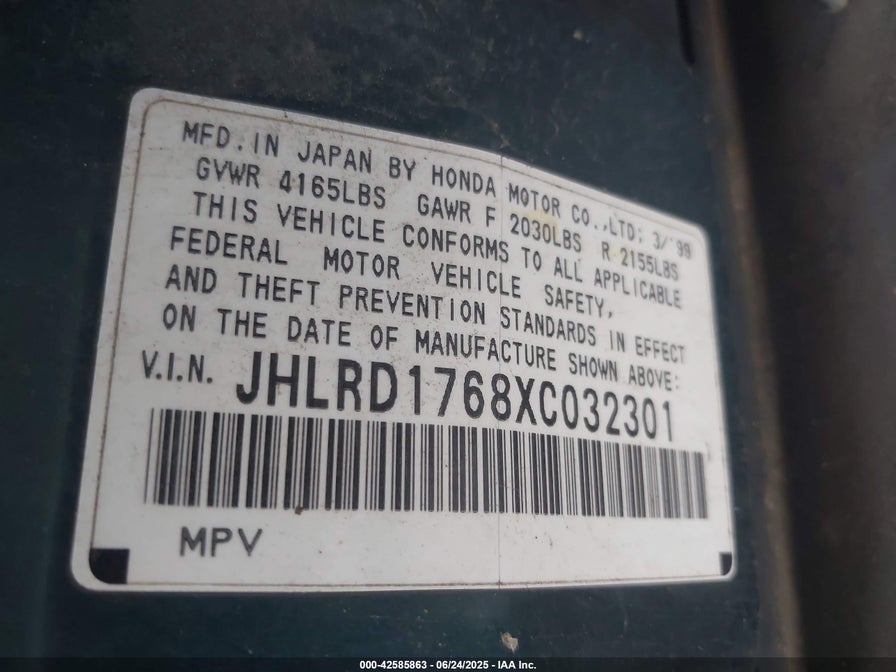 MFD. IN JAPAN BY HONDA MOTOR CO., LTD; 3/'99
GVWR 4165LBS GAWR F 2030LBS R 2155LBS
THIS VEHICLE CONFORMS TO ALL APPLICABLE
FEDERAL MOTOR VEHICLE SAFETY,
AND THEFT PREVENTION STANDARDS IN EFFECT
ON THE DATE OF MANUFACTURE SHOWN ABOVE:
V.I.N. JHLRD1768XC032301
MPV
000-42585863 - 06/24/2025 - IAA Inc.